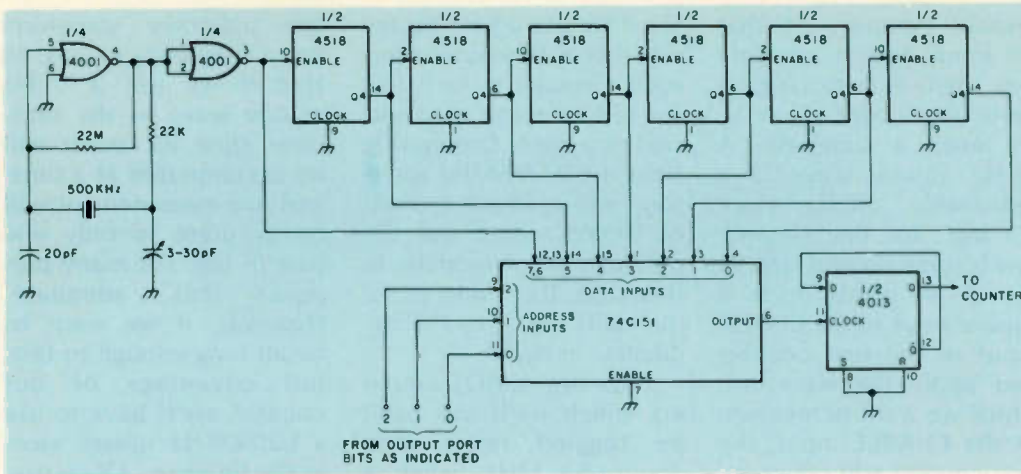 1/4 1/4 1/2 1/2 1/2 1/2 1/2 1/2
4518 4518 4518 4518 4518 4518
5 6 4001 4 1 2 4001 3
10 ENABLE 2 ENABLE 10 ENABLE 2 ENABLE 10 ENABLE 2 ENABLE
Q4 14 Q4 6 Q4 14 Q4 6 Q4 14 Q4 6
CLOCK CLOCK CLOCK CLOCK CLOCK CLOCK
9 1 9 1 9 1
22M 22K
500KHz
20pF 3-30pF
12,13 14 15 1 2 3 4
7,6 5 4 3 2 1 0
DATA INPUTS
9 2
10 1 ADDRESS INPUTS
11 0
74C151
OUTPUT 6
ENABLE
7
1/2
4013
9 D Q 13 TO COUNTER
11 CLOCK Q 12
S R
8 10
2 1 0
FROM OUTPUT PORT
BITS AS INDICATED